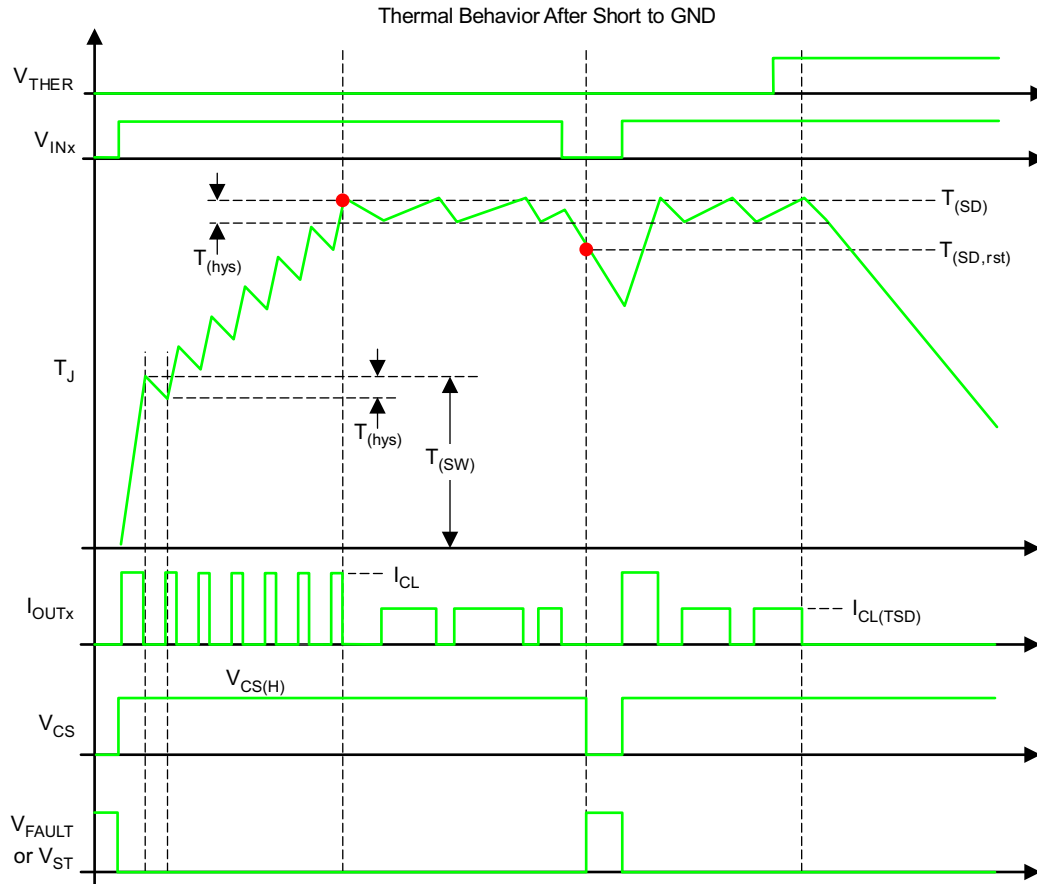 Thermal Behavior After Short to GND
V_THER
V_INx
T_(SD)
T_(hys)
T_(SD,rst)
T_J
T_(hys)
T_(SW)
I_CL
I_OUTx
I_CL(TSD)
V_CS(H)
V_CS
V_FAULT
or V_ST